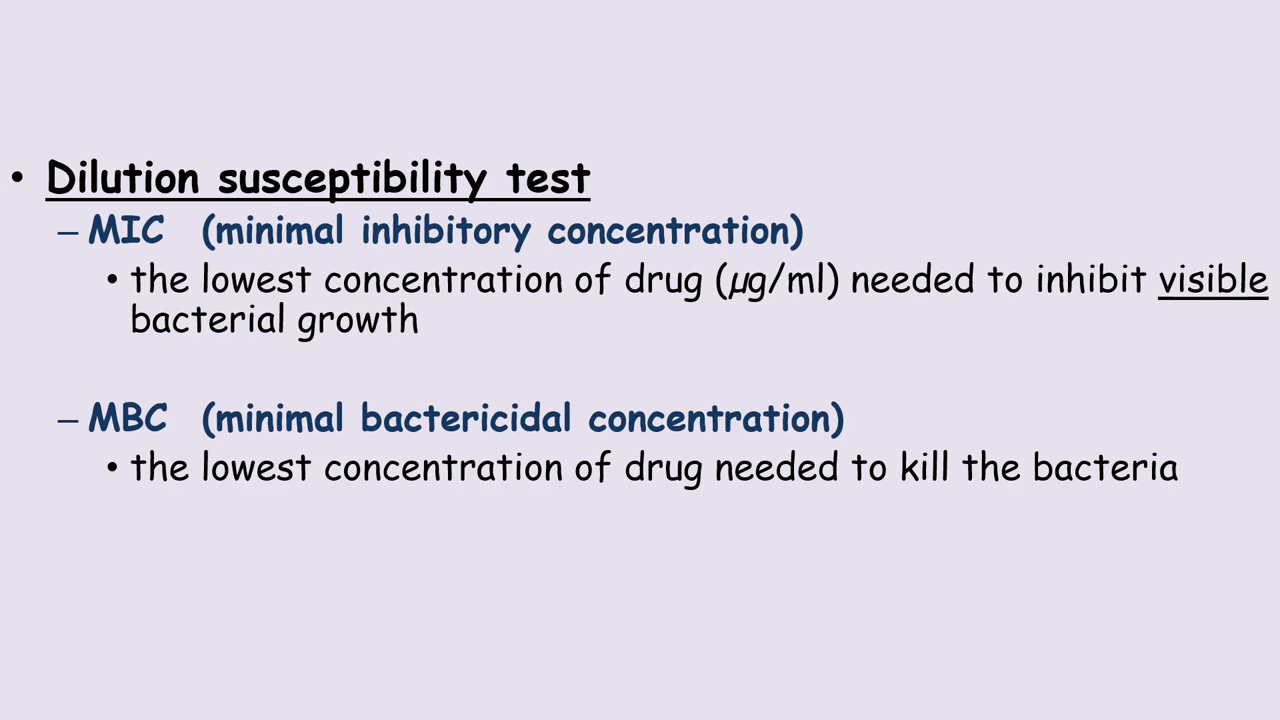 • Dilution susceptibility test
– MIC (minimal inhibitory concentration)
• the lowest concentration of drug (µg/ml) needed to inhibit visible
bacterial growth
– MBC (minimal bactericidal concentration)
• the lowest concentration of drug needed to kill the bacteria